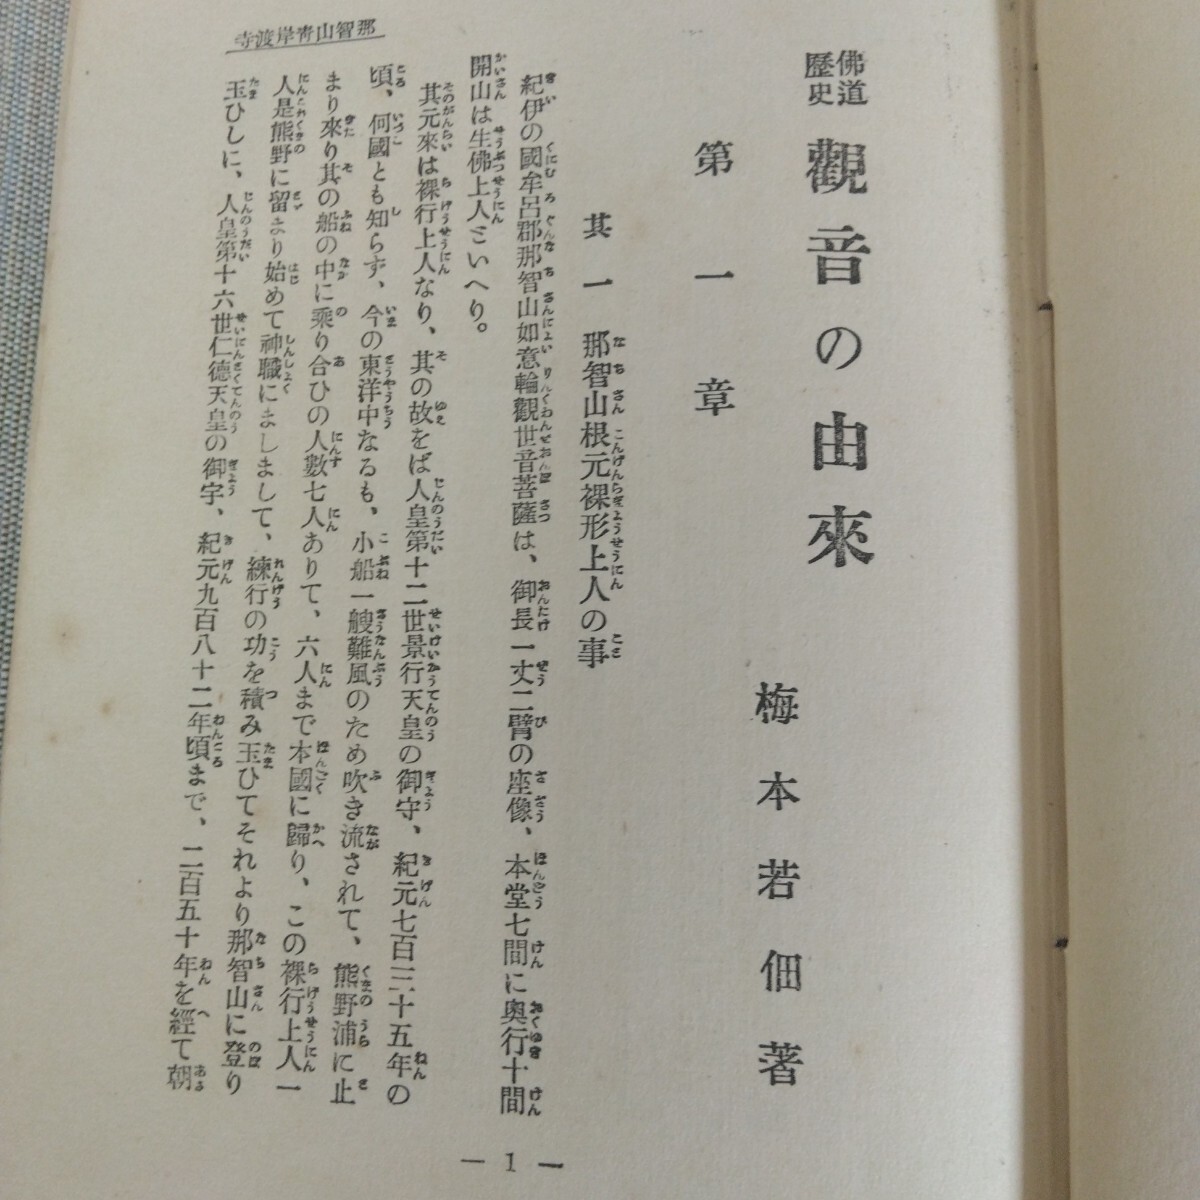 佛道歷史 觀音の由來
梅本若佃著
第一章
其一 那智山根元裸形上人の事
紀伊の國牟呂郡那智山如意輪觀世音菩薩は、御長一丈二臂の座像、本堂七間に奥行十間
開山は生佛上人といへり。
其元來は裸行上人なり、其の故をば人皇第十二世景行天皇の御守、紀元七百三十五年の
頃、何國とも知らず、今の東洋中なるも、小船一艘難風のため吹き流されて、熊野浦に止
まり來り其の船の中に乘り合ひの人數七人ありて、六人まで本國に歸り、この裸行上人一
人是熊野に留まり始めて神職にましまして、練行の功を積み玉ひてそれより那智山に登り
玉ひしに、人皇第十六世仁德天皇の御宇、紀元九百八十二年頃まで、二百五十年を經て朝
那智山靑岸渡寺
— 1 —